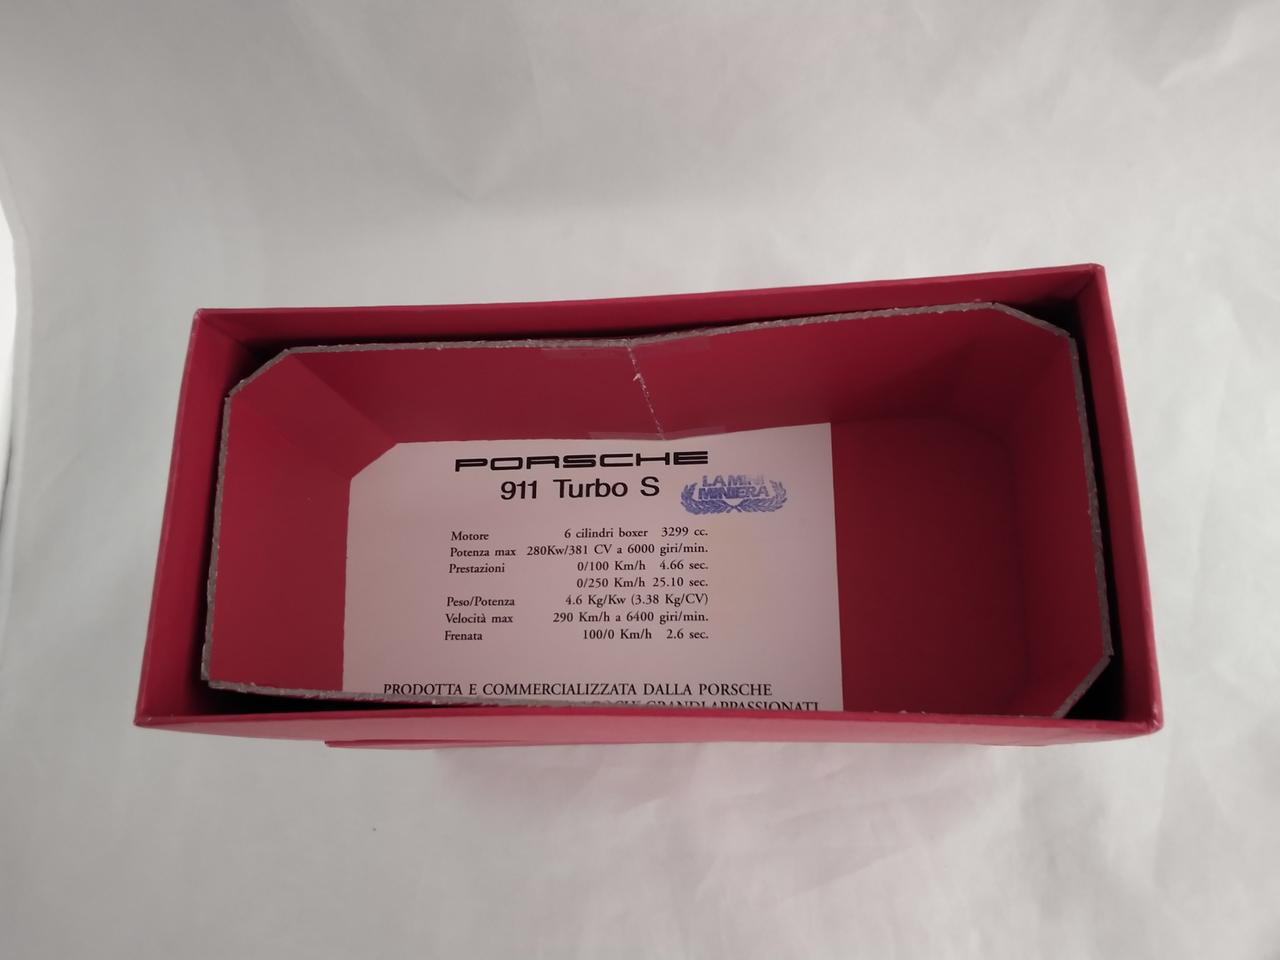 PORSCHE
911 Turbo S
LA MINI
MINIERA
Motore 6 cilindri boxer 3299 cc.
Potenza max 280Kw/381 CV a 6000 giri/min.
Prestazioni 0/100 Km/h 4.66 sec.
0/250 Km/h 25.10 sec.
Peso/Potenza 4.6 Kg/Kw (3.38 Kg/CV)
Velocità max 290 Km/h a 6400 giri/min.
Frenata 100/0 Km/h 2.6 sec.
PRODOTTA E COMMERCIALIZZATA DALLA PORSCHE
GRANDI APPASSIONATI